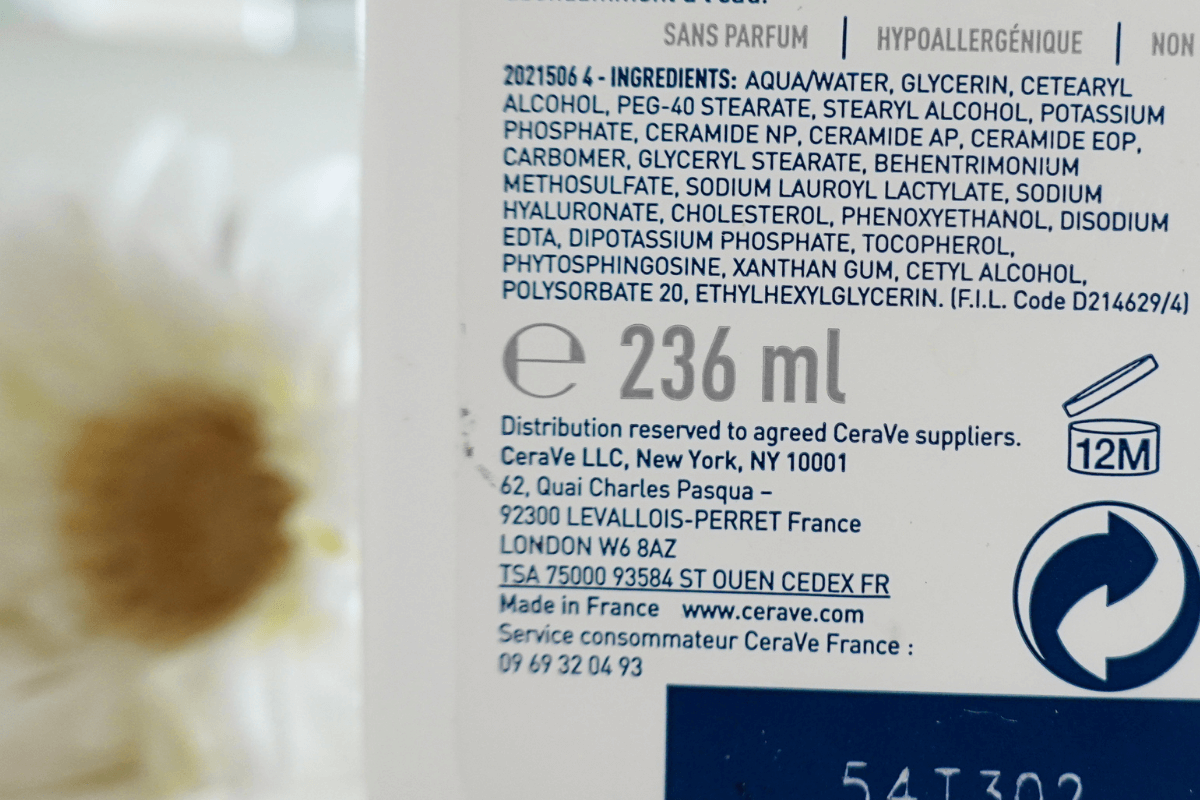 SANS PARFUM | HYPOALLERGÉNIQUE | NON
2021506 4 - INGREDIENTS: AQUA/WATER, GLYCERIN, CETEARYL
ALCOHOL, PEG-40 STEARATE, STEARYL ALCOHOL, POTASSIUM
PHOSPHATE, CERAMIDE NP, CERAMIDE AP, CERAMIDE EOP,
CARBOMER, GLYCERYL STEARATE, BEHENTRIMONIUM
METHOSULFATE, SODIUM LAUROYL LACTYLATE, SODIUM
HYALURONATE, CHOLESTEROL, PHENOXYETHANOL, DISODIUM
EDTA, DIPOTASSIUM PHOSPHATE, TOCOPHEROL,
PHYTOSPHINGOSINE, XANTHAN GUM, CETYL ALCOHOL,
POLYSORBATE 20, ETHYLHEXYLGLYCERIN. (F.I.L. Code D214629/4)
℮ 236 ml
12M
Distribution reserved to agreed CeraVe suppliers.
CeraVe LLC, New York, NY 10001
62, Quai Charles Pasqua –
92300 LEVALLOIS-PERRET France
LONDON W6 8AZ
TSA 75000 93584 ST OUEN CEDEX FR
Made in France www.cerave.com
Service consommateur CeraVe France :
09 69 32 04 93
54T302